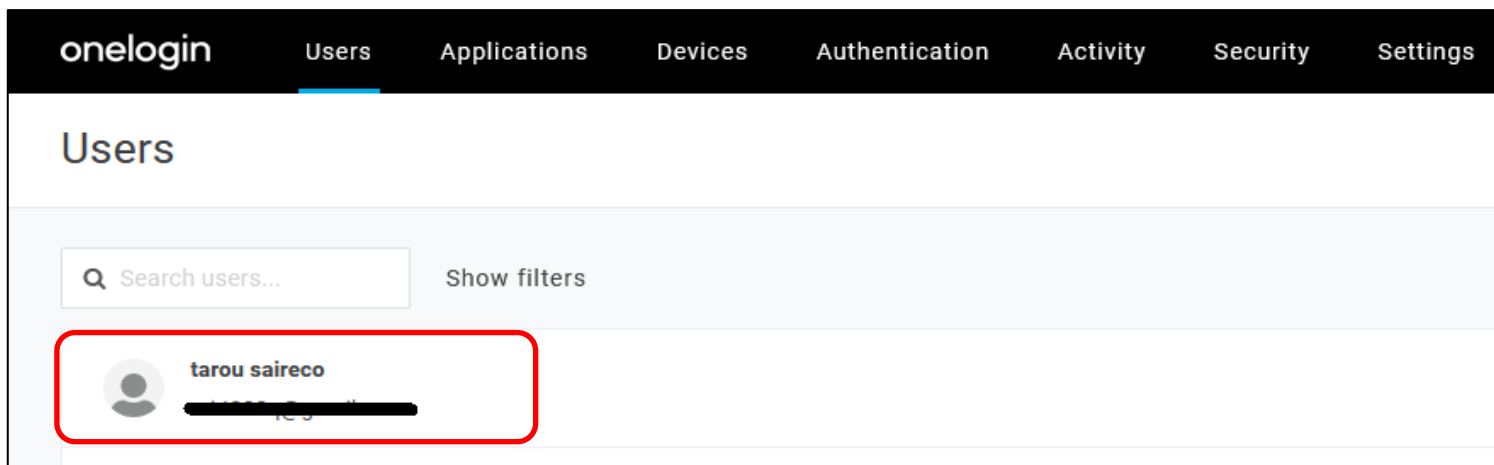 onelogin Users Applications Devices Authentication Activity Security Settings
Users
Search users... Show filters
tarou saireco